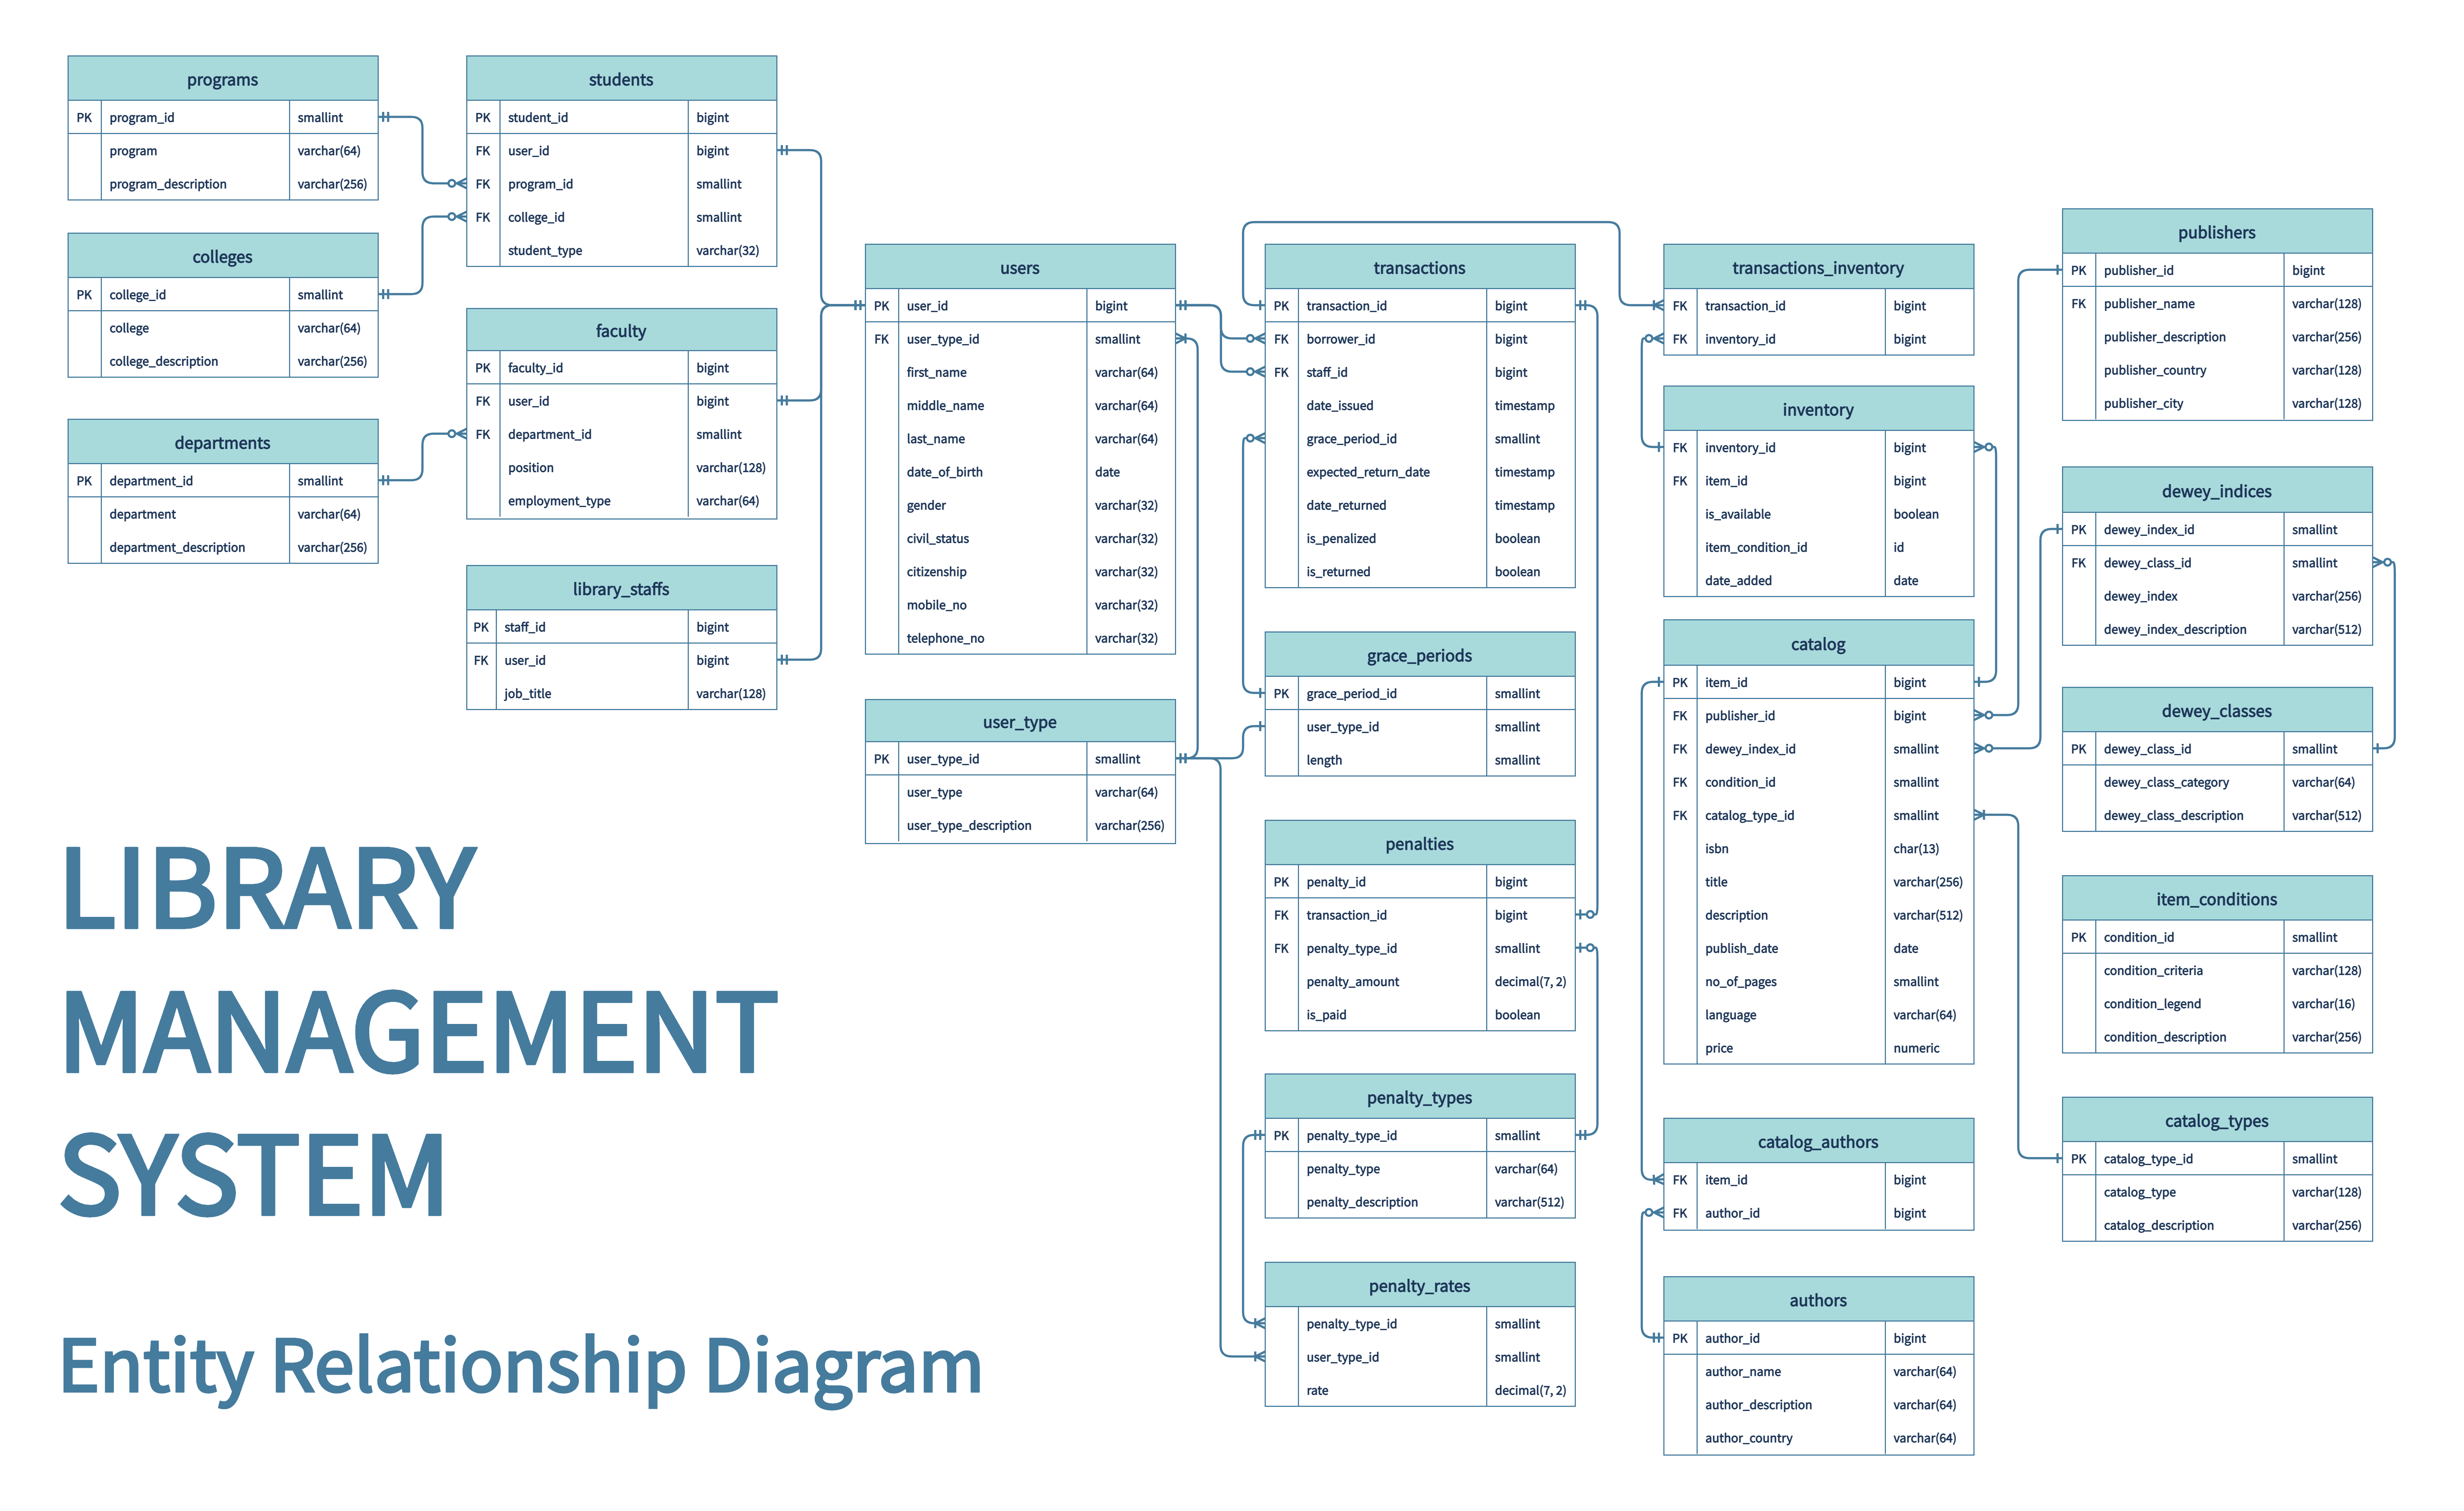 programs
PK program_id smallint
program varchar(64)
program_description varchar(256)
colleges
PK college_id smallint
college varchar(64)
college_description varchar(256)
departments
PK department_id smallint
department varchar(64)
department_description varchar(256)
students
PK student_id bigint
FK user_id bigint
FK program_id smallint
FK college_id smallint
student_type varchar(32)
faculty
PK faculty_id bigint
FK user_id bigint
FK department_id smallint
position varchar(128)
employment_type varchar(64)
library_staffs
PK staff_id bigint
FK user_id bigint
job_title varchar(128)
users
PK user_id bigint
FK user_type_id smallint
first_name varchar(64)
middle_name varchar(64)
last_name varchar(64)
date_of_birth date
gender varchar(32)
civil_status varchar(32)
citizenship varchar(32)
mobile_no varchar(32)
telephone_no varchar(32)
user_type
PK user_type_id smallint
user_type varchar(64)
user_type_description varchar(256)
transactions
PK transaction_id bigint
FK borrower_id bigint
FK staff_id bigint
date_issued timestamp
grace_period_id smallint
expected_return_date timestamp
date_returned timestamp
is_penalized boolean
is_returned boolean
grace_periods
PK grace_period_id smallint
user_type_id smallint
length smallint
penalties
PK penalty_id bigint
FK transaction_id bigint
FK penalty_type_id smallint
penalty_amount decimal(7, 2)
is_paid boolean
penalty_types
PK penalty_type_id smallint
penalty_type varchar(64)
penalty_description varchar(512)
penalty_rates
penalty_type_id smallint
user_type_id smallint
rate decimal(7, 2)
transactions_inventory
FK transaction_id bigint
FK inventory_id bigint
inventory
FK inventory_id bigint
FK item_id bigint
is_available boolean
item_condition_id id
date_added date
catalog
PK item_id bigint
FK publisher_id bigint
FK dewey_index_id smallint
FK condition_id smallint
FK catalog_type_id smallint
isbn char(13)
title varchar(256)
description varchar(512)
publish_date date
no_of_pages smallint
language varchar(64)
price numeric
catalog_authors
FK item_id bigint
FK author_id bigint
authors
PK author_id bigint
author_name varchar(64)
author_description varchar(64)
author_country varchar(64)
publishers
PK publisher_id bigint
FK publisher_name varchar(128)
publisher_description varchar(256)
publisher_country varchar(128)
publisher_city varchar(128)
dewey_indices
PK dewey_index_id smallint
FK dewey_class_id smallint
dewey_index varchar(256)
dewey_index_description varchar(512)
dewey_classes
PK dewey_class_id smallint
dewey_class_category varchar(64)
dewey_class_description varchar(512)
item_conditions
PK condition_id smallint
condition_criteria varchar(128)
condition_legend varchar(16)
condition_description varchar(256)
catalog_types
PK catalog_type_id smallint
catalog_type varchar(128)
catalog_description varchar(256)
LIBRARY
MANAGEMENT
SYSTEM
Entity Relationship Diagram